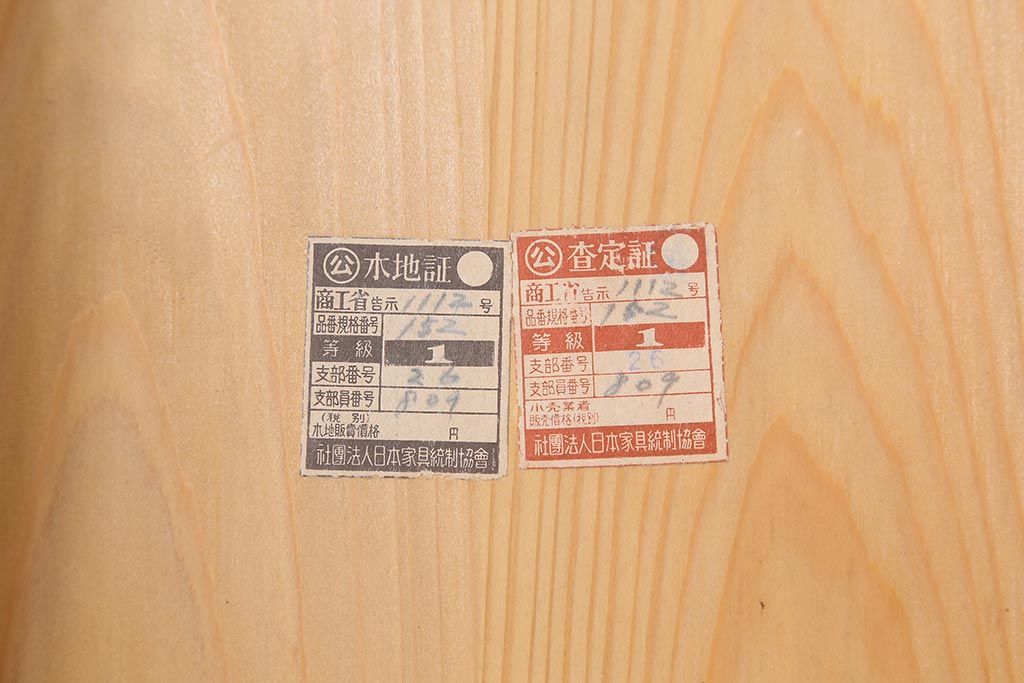 公 木地証
商工省告示 1112 号
品番規格番号 152
等級 1
支部番号 26
支部員番号 809
(税別)
木地販賣價格 円
社團法人日本家具統制協會
公 査定証
商工省告示 1112 号
品番規格番号 152
等級 1
支部番号 26
支部員番号 809
小売業者
販売價格(税別) 円
社團法人日本家具統制協會